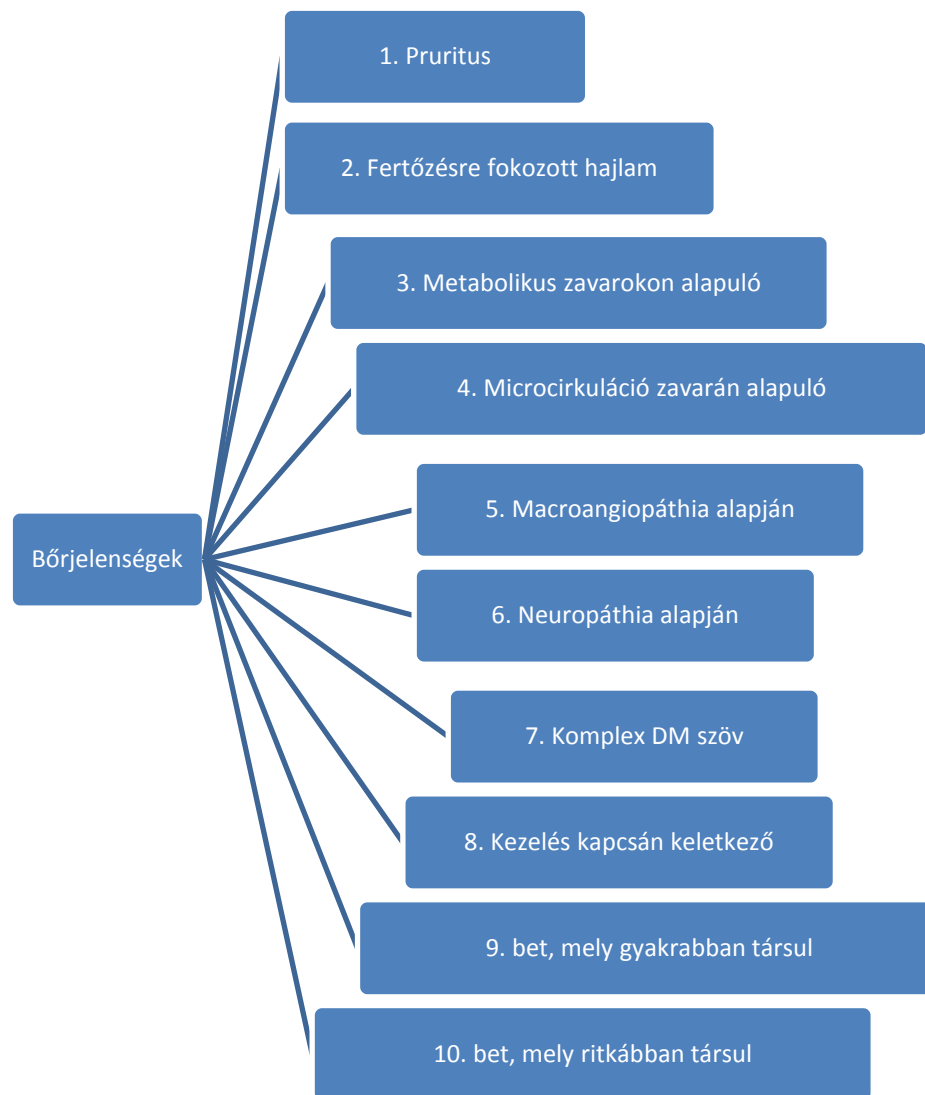 1. Pruritus
2. Fertőzésre fokozott hajlam
3. Metabolikus zavarokon alapuló
4. Microcirkuláció zavarán alapuló
5. Macroangiopáthia alapján
Bőrjelenségek
6. Neuropáthia alapján
7. Komplex DM szöv
8. Kezelés kapcsán keletkező
9. bet, mely gyakrabban társul
10. bet, mely ritkábban társul